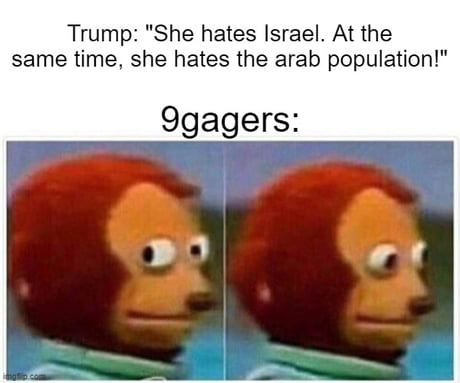 Trump: "She hates Israel. At the
same time, she hates the arab population!"
9gagers:
imgflip.com